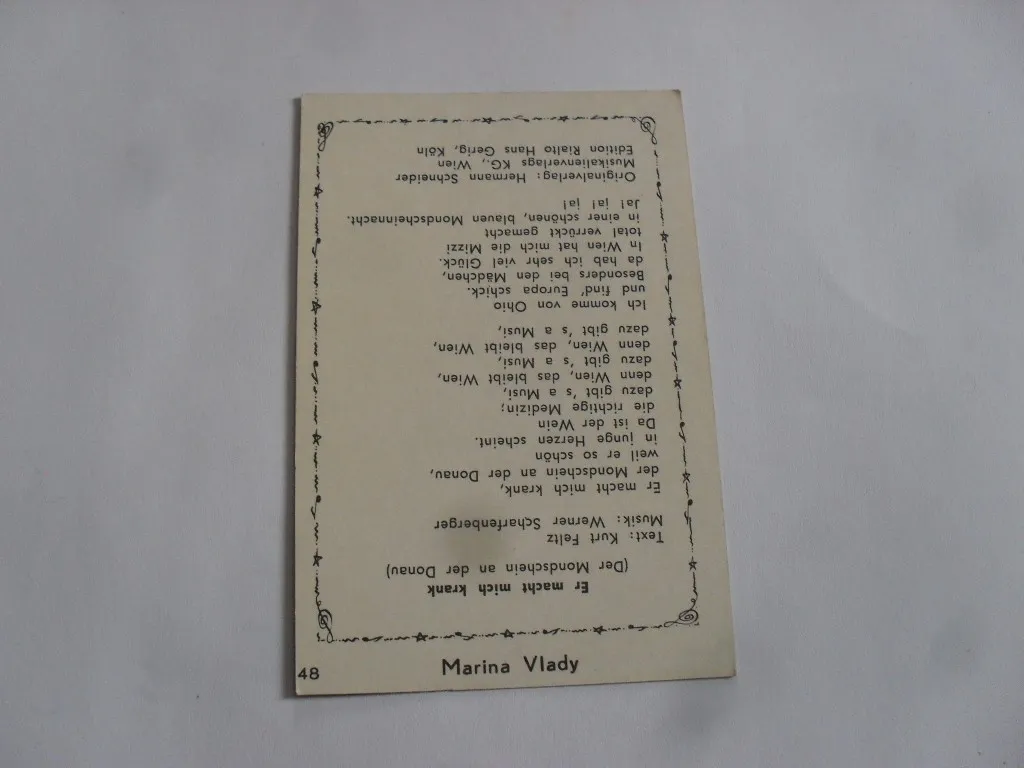 Er macht mich krank
(Der Mondschein an der Donau)
Text: Kurt Feltz
Musik: Werner Scharfenberger
Er macht mich krank,
der Mondschein an der Donau,
weil er so schön
in junge Herzen scheint.
Da ist der Wein
die richtige Medizin;
dazu gibt's a Musi,
denn Wien, das bleibt Wien,
dazu gibt's a Musi,
denn Wien, das bleibt Wien,
dazu gibt's a Musi,
Ich komme von Ohio
und find' Europa schick.
Besonders bei den Mädchen,
da hab ich sehr viel Glück.
In Wien hat mich die Mizzi
total verrückt gemacht
in einer schönen, blauen Mondscheinnacht.
Ja! ja! ja!
Originalverlag: Hermann Schneider
Musikalienverlags KG., Wien
Edition Rialto Hans Gerig, Köln
48
Marina Vlady